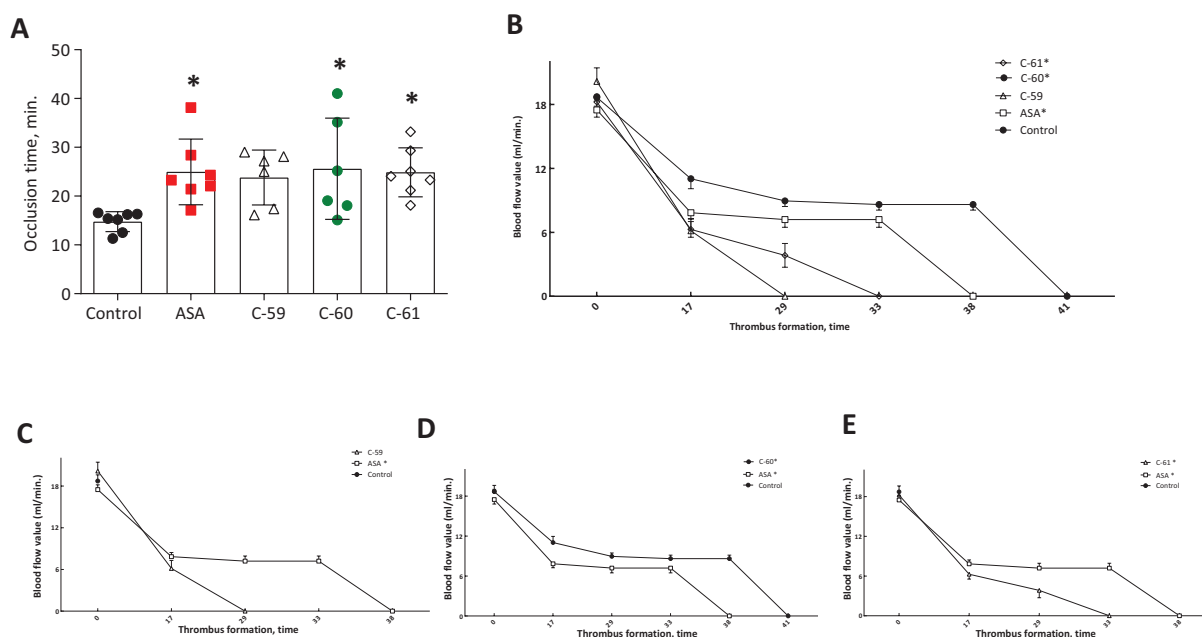 A
Occlusion time, min.
50
40
30
20
10
0
*
*
*
Control ASA C-59 C-60 C-61
B
Blood flow value (ml/min.)
18
12
6
0
C-61*
C-60*
C-59
ASA*
Control
0 17 29 33 38 41
Thrombus formation, time
C
Blood flow value (ml/min.)
18
12
6
0
C-59
ASA *
Control
0 17 29 33 38
Thrombus formation, time
D
Blood flow value (ml/min.)
18
12
6
0
C-60*
ASA *
Control
0 17 29 33 38 41
Thrombus formation, time
E
Blood flow value (ml/min.)
18
12
6
0
C-61 *
ASA *
Control
0 17 29 33 38
Thrombus formation, time